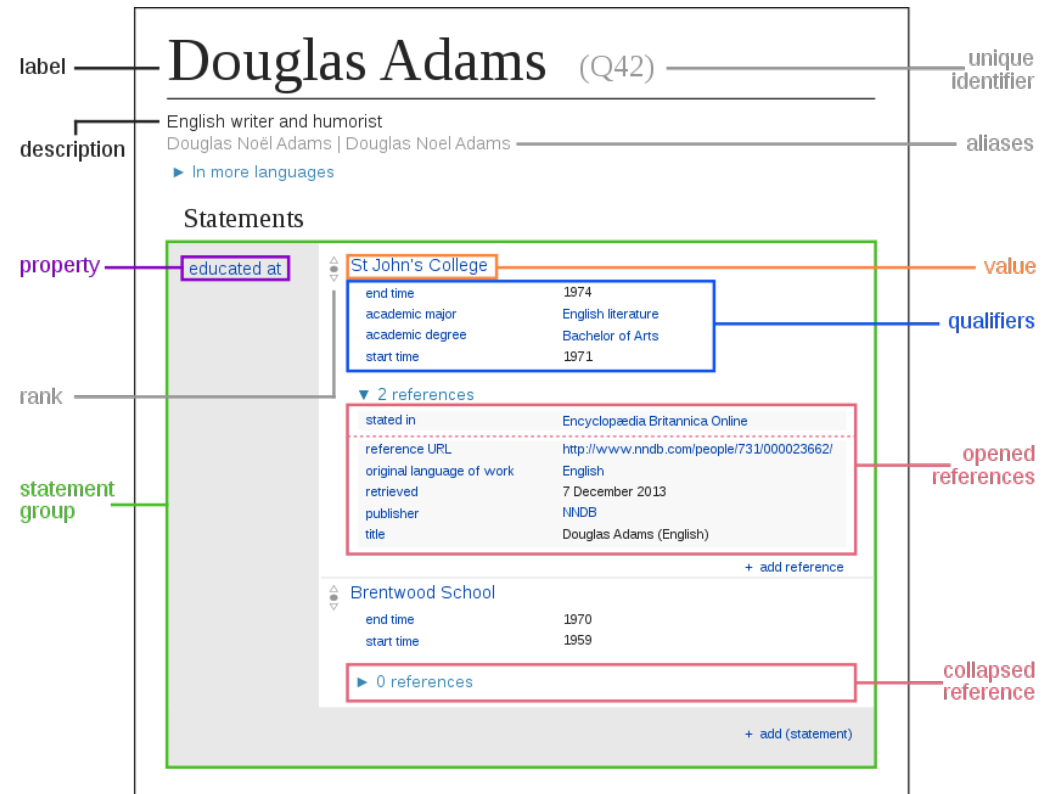 label
Douglas Adams (Q42)
unique
identifier
description
English writer and humorist
Douglas Noël Adams | Douglas Noel Adams
aliases
► In more languages
Statements
property
educated at
St John's College
value
end time 1974
academic major English literature
academic degree Bachelor of Arts
start time 1971
qualifiers
rank
▼ 2 references
stated in Encyclopædia Britannica Online
reference URL http://www.nndb.com/people/731/000023662/
original language of work English
retrieved 7 December 2013
publisher NNDB
title Douglas Adams (English)
opened
references
statement
group
+ add reference
Brentwood School
end time 1970
start time 1959
► 0 references
collapsed
reference
+ add (statement)